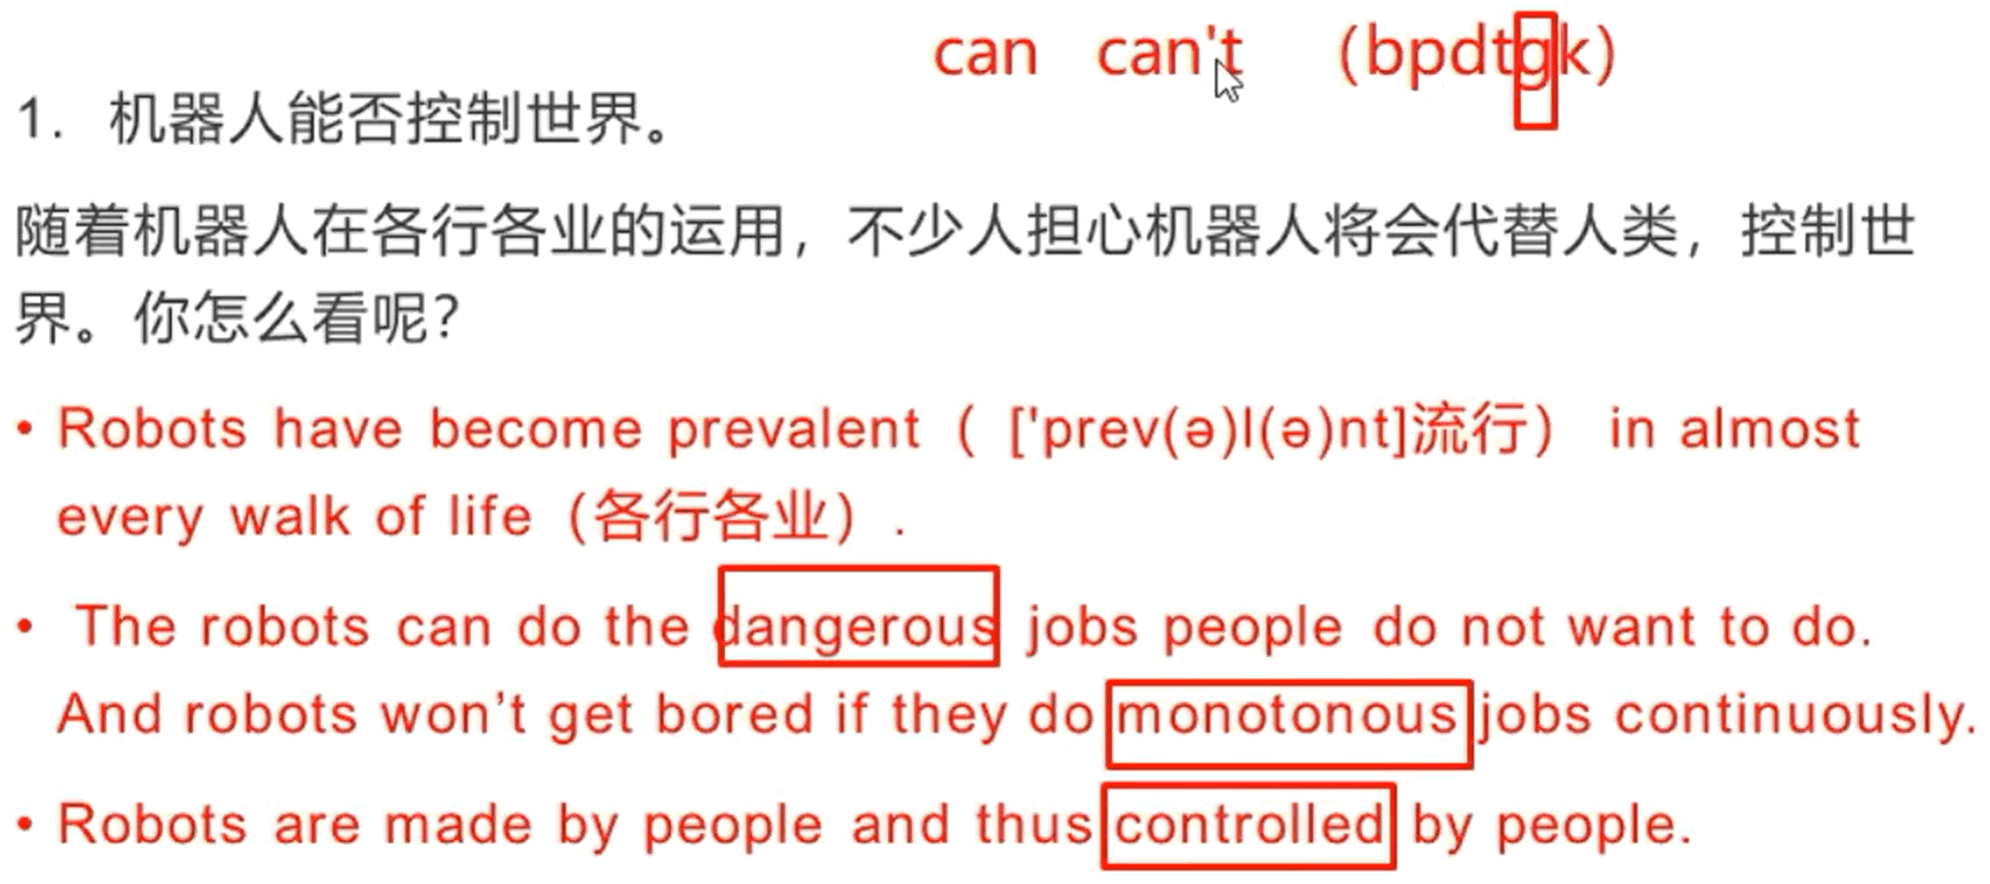 can can't （bpdtgk）
1. 机器人能否控制世界。
随着机器人在各行各业的运用，不少人担心机器人将会代替人类，控制世
界。你怎么看呢？
• Robots have become prevalent（ ['prev(ə)l(ə)nt]流行） in almost
every walk of life（各行各业）.
• The robots can do the dangerous jobs people do not want to do.
And robots won’t get bored if they do monotonous jobs continuously.
• Robots are made by people and thus controlled by people.